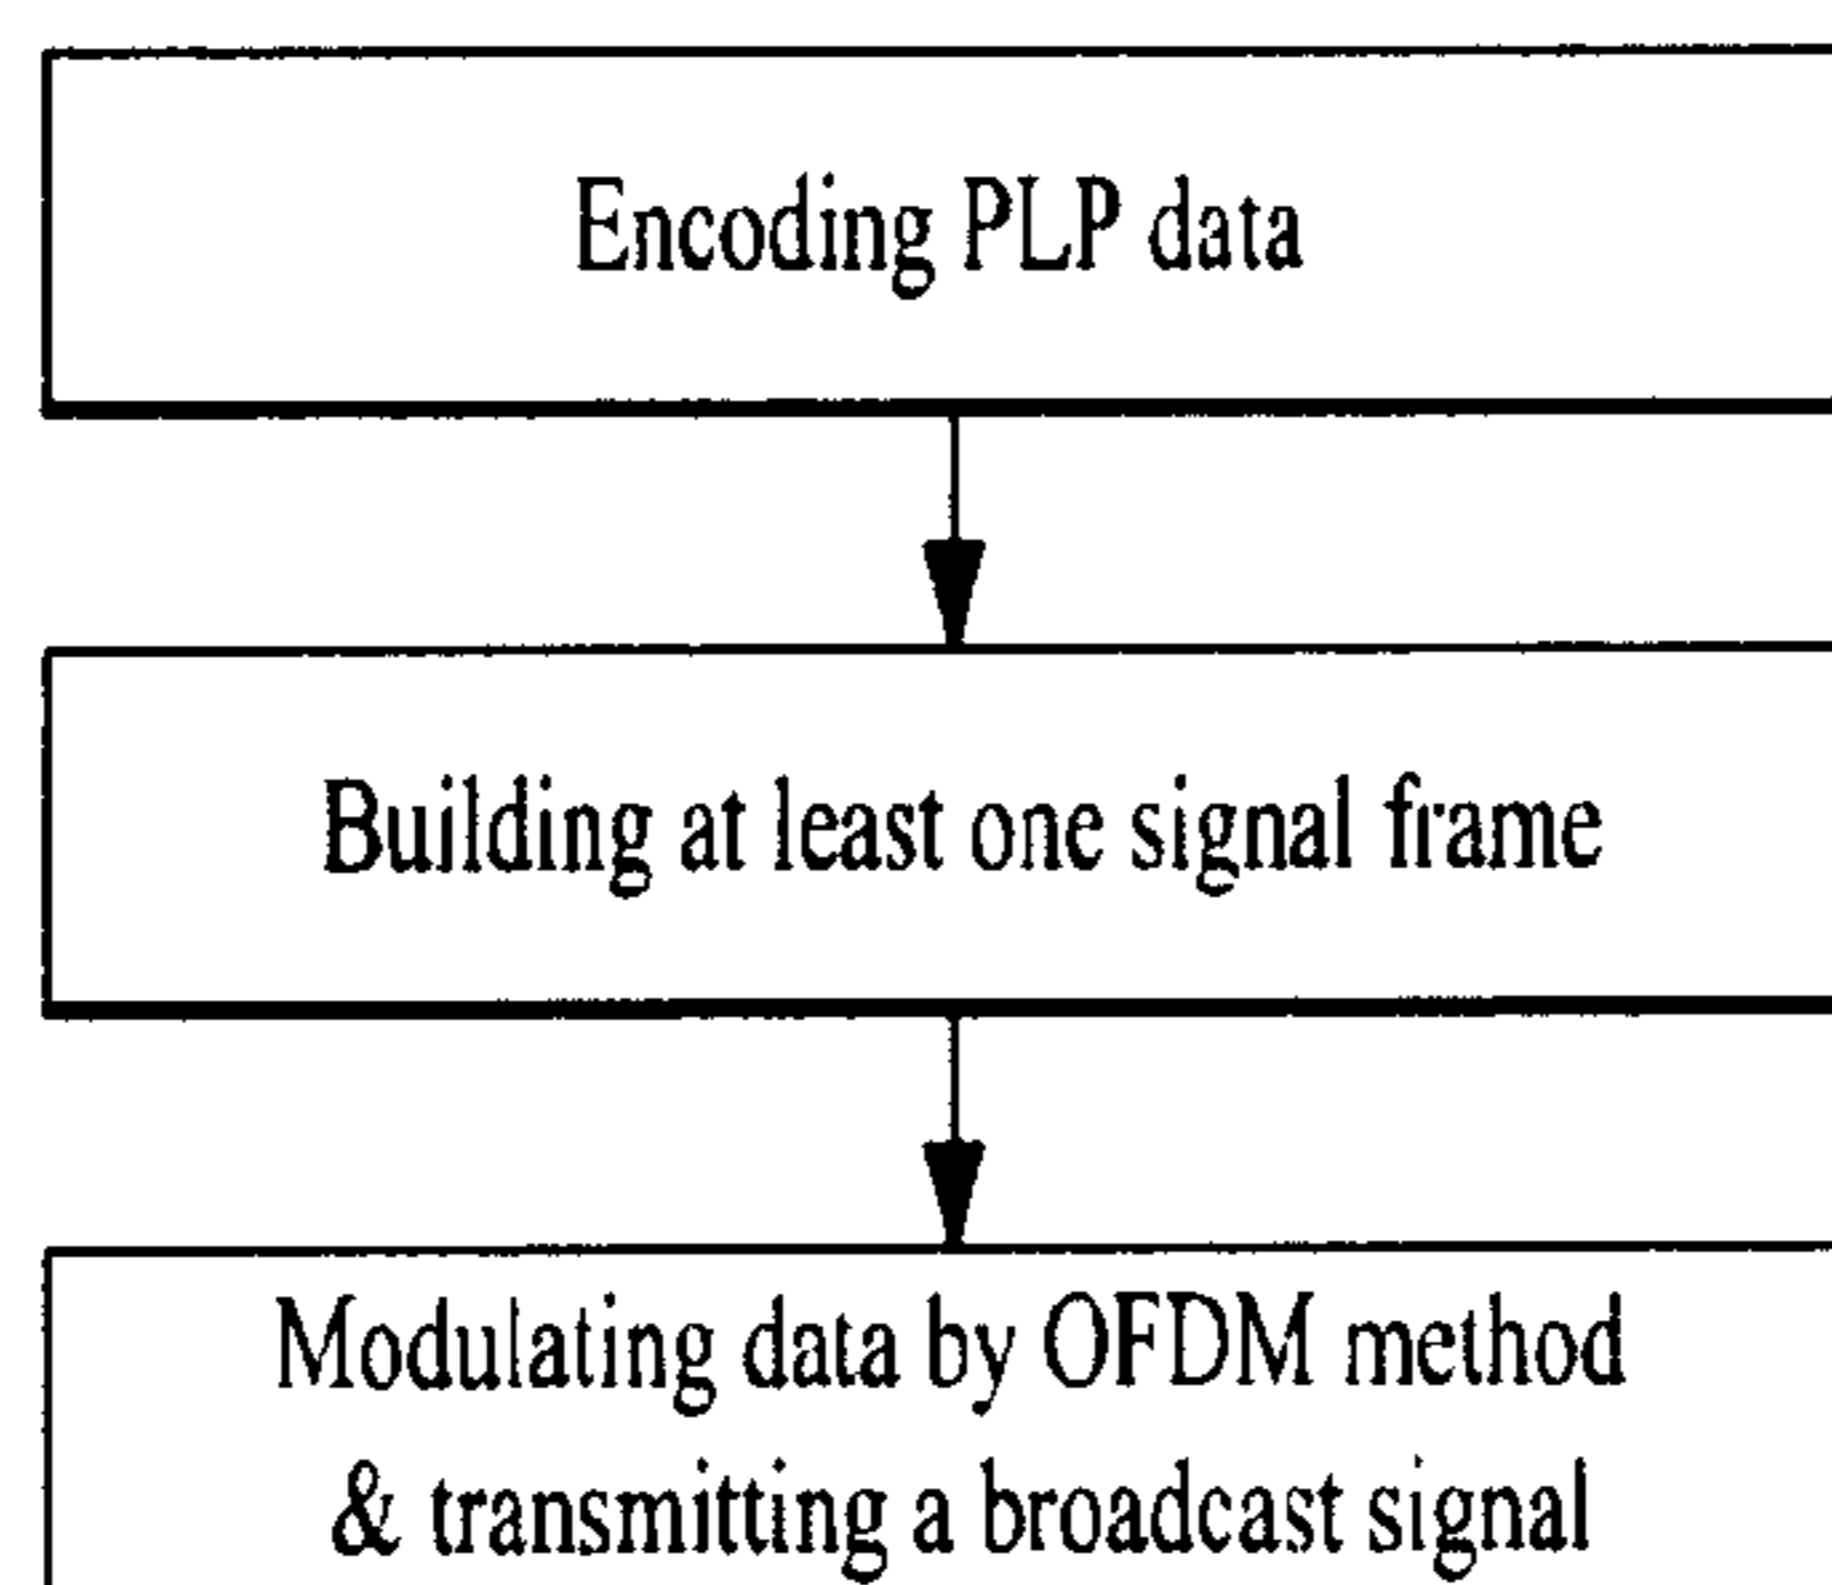 Encoding PLP data
Building at least one signal frame
Modulating data by OFDM method
& transmitting a broadcast signal